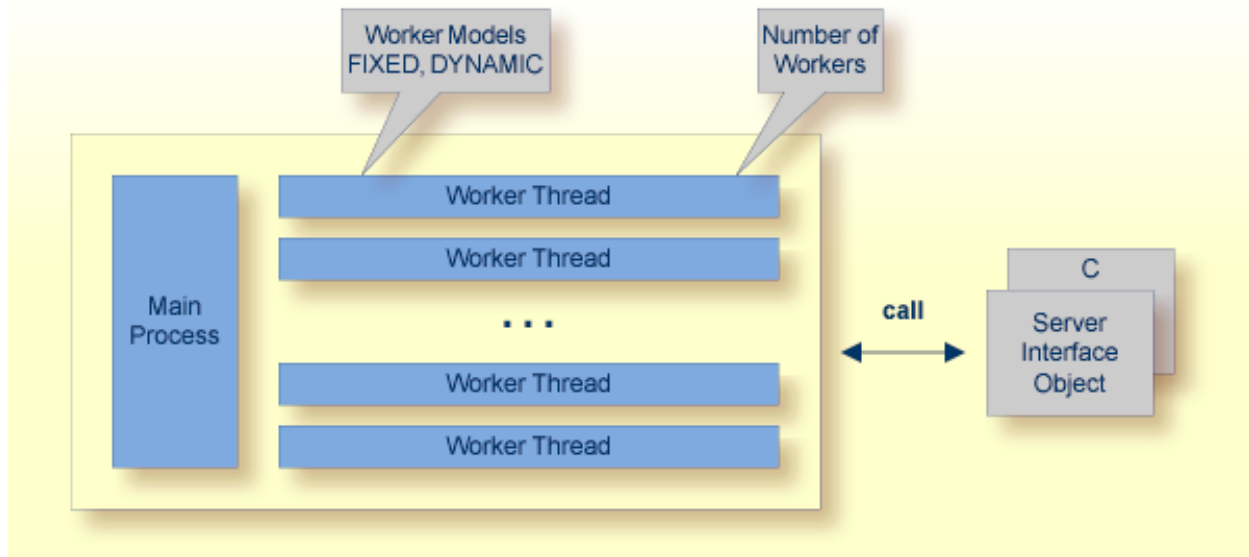 Worker Models
FIXED, DYNAMIC
Number of
Workers
Main
Process
Worker Thread
Worker Thread
...
Worker Thread
Worker Thread
call
C
Server
Interface
Object